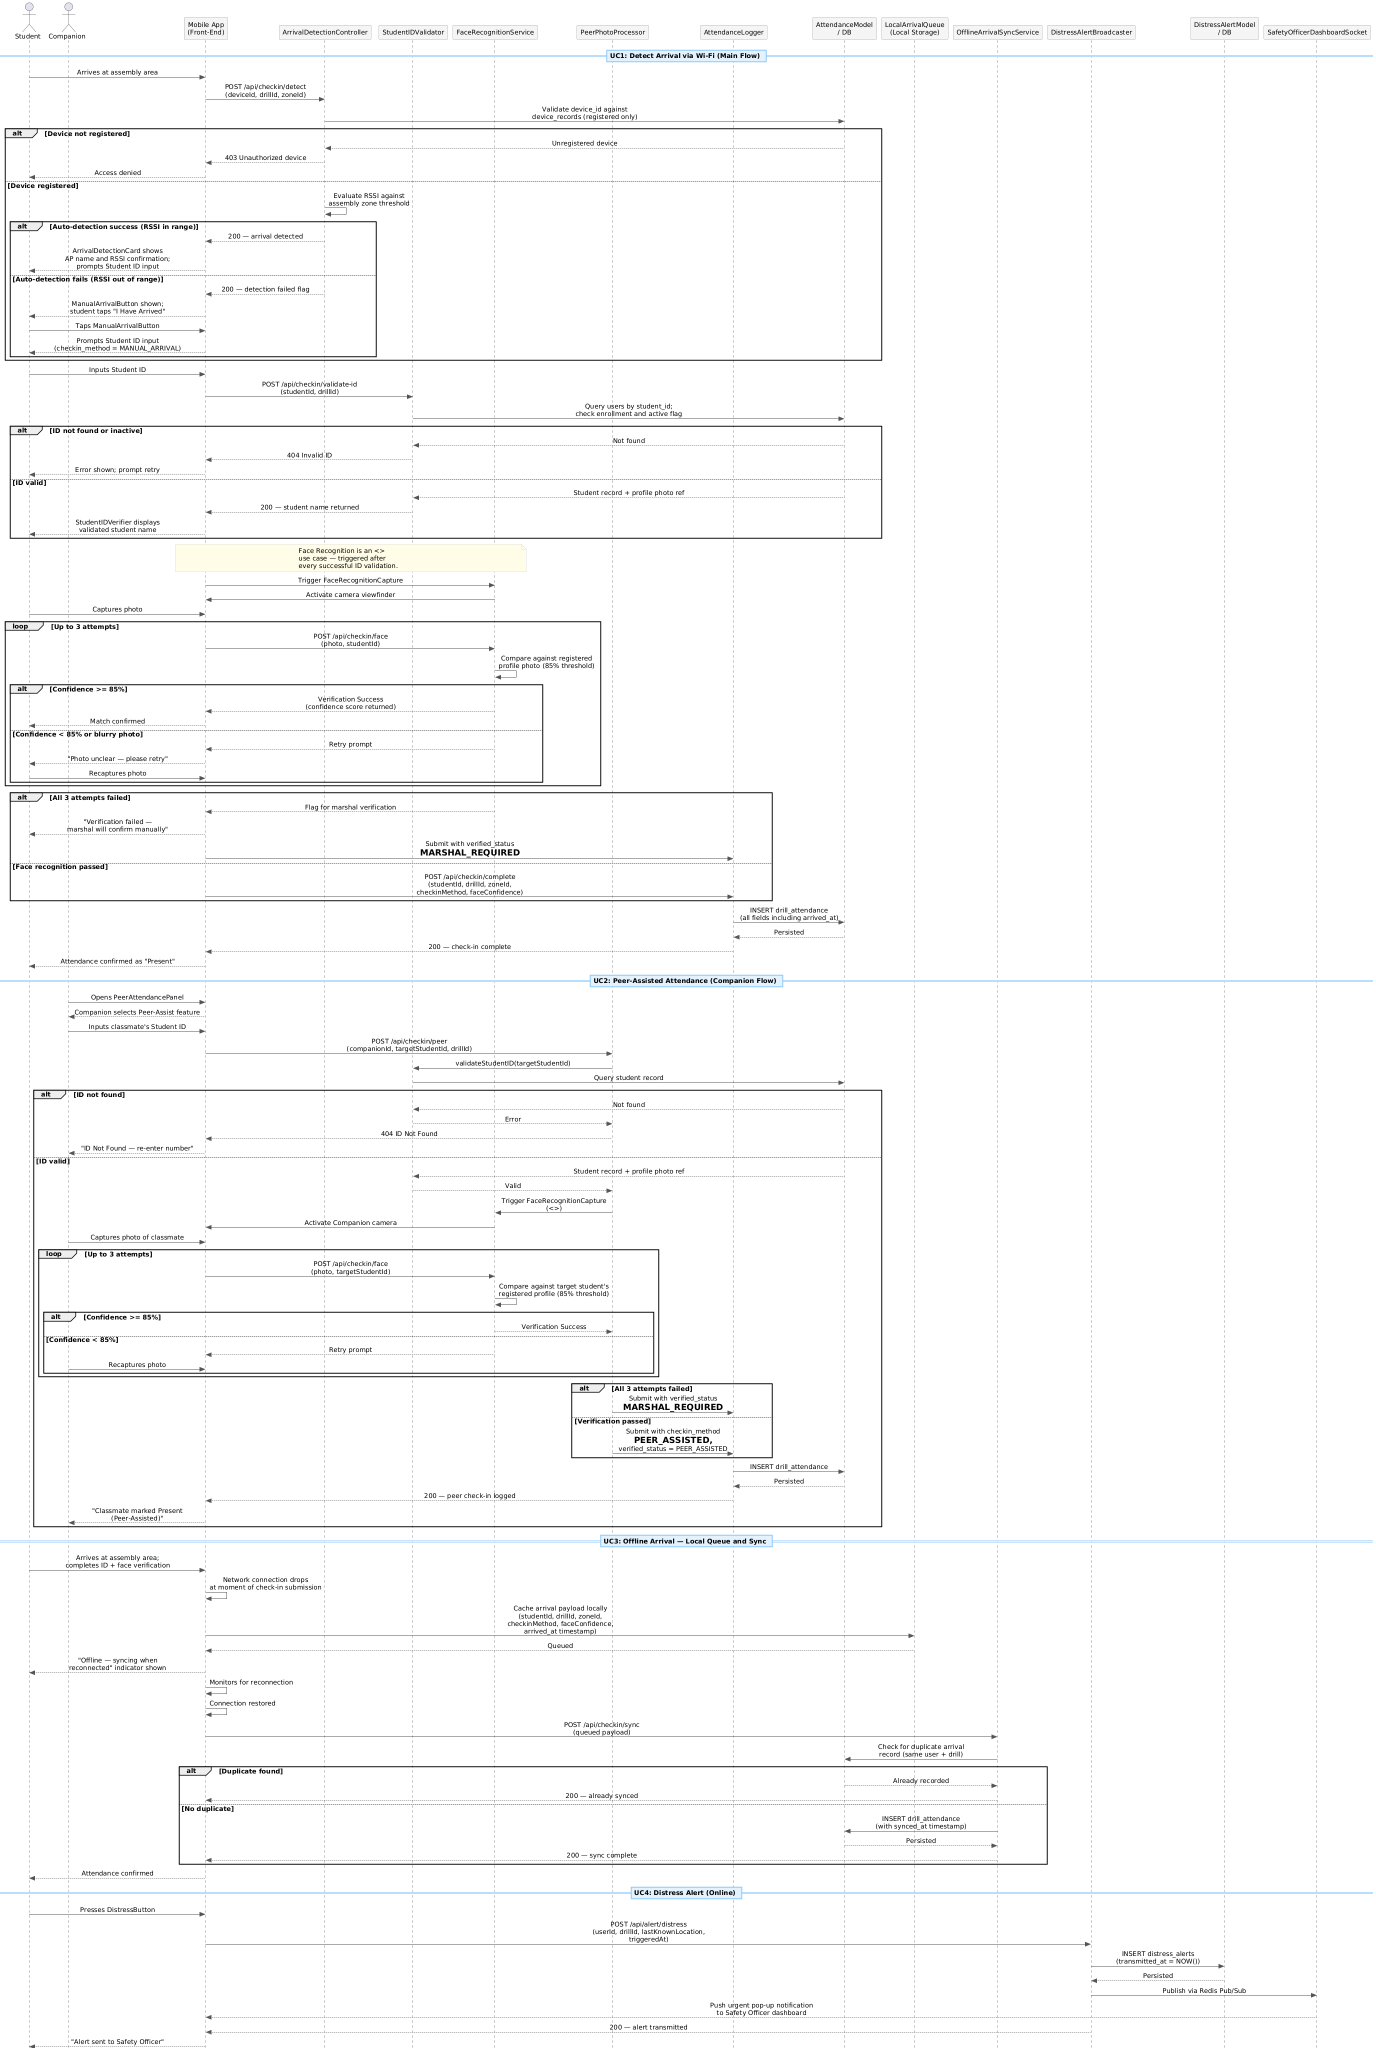 Student
Companion
Mobile App
(Front-End)
ArrivalDetectionController
StudentIDValidator
FaceRecognitionService
PeerPhotoProcessor
AttendanceLogger
AttendanceModel
/ DB
LocalArrivalQueue
(Local Storage)
OfflineArrivalSyncService
DistressAlertBroadcaster
DistressAlertModel
/ DB
SafetyOfficerDashboardSocket
UC1: Detect Arrival via Wi-Fi (Main Flow)
Arrives at assembly area
POST /api/checkin/detect
(deviceId, drillId, zoneId)
Validate device_id against
device_records (registered only)
alt [Device not registered]
Unregistered device
403 Unauthorized device
Access denied
[Device registered]
Evaluate RSSI against
assembly zone threshold
alt [Auto-detection success (RSSI in range)]
200 — arrival detected
ArrivalDetectionCard shows
AP name and RSSI confirmation;
prompts Student ID input
[Auto-detection fails (RSSI out of range)]
200 — detection failed flag
ManualArrivalButton shown;
student taps "I Have Arrived"
Taps ManualArrivalButton
Prompts Student ID input
(checkin_method = MANUAL_ARRIVAL)
Inputs Student ID
POST /api/checkin/validate-id
(studentId, drillId)
Query users by student_id;
check enrollment and active flag
alt [ID not found or inactive]
Not found
404 Invalid ID
Error shown; prompt retry
[ID valid]
Student record + profile photo ref
200 — student name returned
StudentIDVerifier displays
validated student name
Face Recognition is an <>
use case — triggered after
every successful ID validation.
Trigger FaceRecognitionCapture
Activate camera viewfinder
Captures photo
loop [Up to 3 attempts]
POST /api/checkin/face
(photo, studentId)
Compare against registered
profile photo (85% threshold)
alt [Confidence >= 85%]
Verification Success
(confidence score returned)
Match confirmed
[Confidence < 85% or blurry photo]
Retry prompt
"Photo unclear — please retry"
Recaptures photo
alt [All 3 attempts failed]
Flag for marshal verification
"Verification failed —
marshal will confirm manually"
Submit with verified_status
MARSHAL_REQUIRED
[Face recognition passed]
POST /api/checkin/complete
(studentId, drillId, zoneId,
checkinMethod, faceConfidence)
INSERT drill_attendance
(all fields including arrived_at)
Persisted
200 — check-in complete
Attendance confirmed as "Present"
UC2: Peer-Assisted Attendance (Companion Flow)
Opens PeerAttendancePanel
Companion selects Peer-Assist feature
Inputs classmate's Student ID
POST /api/checkin/peer
(companionId, targetStudentId, drillId)
validateStudentID(targetStudentId)
Query student record
alt [ID not found]
Not found
Error
404 ID Not Found
"ID Not Found — re-enter number"
[ID valid]
Student record + profile photo ref
Valid
Trigger FaceRecognitionCapture
(<>)
Activate Companion camera
Captures photo of classmate
loop [Up to 3 attempts]
POST /api/checkin/face
(photo, targetStudentId)
Compare against target student's
registered profile (85% threshold)
alt [Confidence >= 85%]
Verification Success
[Confidence < 85%]
Retry prompt
Recaptures photo
alt [All 3 attempts failed]
Submit with verified_status
MARSHAL_REQUIRED
[Verification passed]
Submit with checkin_method
PEER_ASSISTED,
verified_status = PEER_ASSISTED
INSERT drill_attendance
Persisted
200 — peer check-in logged
"Classmate marked Present
(Peer-Assisted)"
UC3: Offline Arrival — Local Queue and Sync
Arrives at assembly area;
completes ID + face verification
Network connection drops
at moment of check-in submission
Cache arrival payload locally
(studentId, drillId, zoneId,
checkinMethod, faceConfidence,
arrived_at timestamp)
Queued
"Offline — syncing when
reconnected" indicator shown
Monitors for reconnection
Connection restored
POST /api/checkin/sync
(queued payload)
Check for duplicate arrival
record (same user + drill)
alt [Duplicate found]
Already recorded
200 — already synced
[No duplicate]
INSERT drill_attendance
(with synced_at timestamp)
Persisted
200 — sync complete
Attendance confirmed
UC4: Distress Alert (Online)
Presses DistressButton
POST /api/alert/distress
(userId, drillId, lastKnownLocation,
triggeredAt)
INSERT distress_alerts
(transmitted_at = NOW())
Persisted
Publish via Redis Pub/Sub
Push urgent pop-up notification
to Safety Officer dashboard
200 — alert transmitted
"Alert sent to Safety Officer"